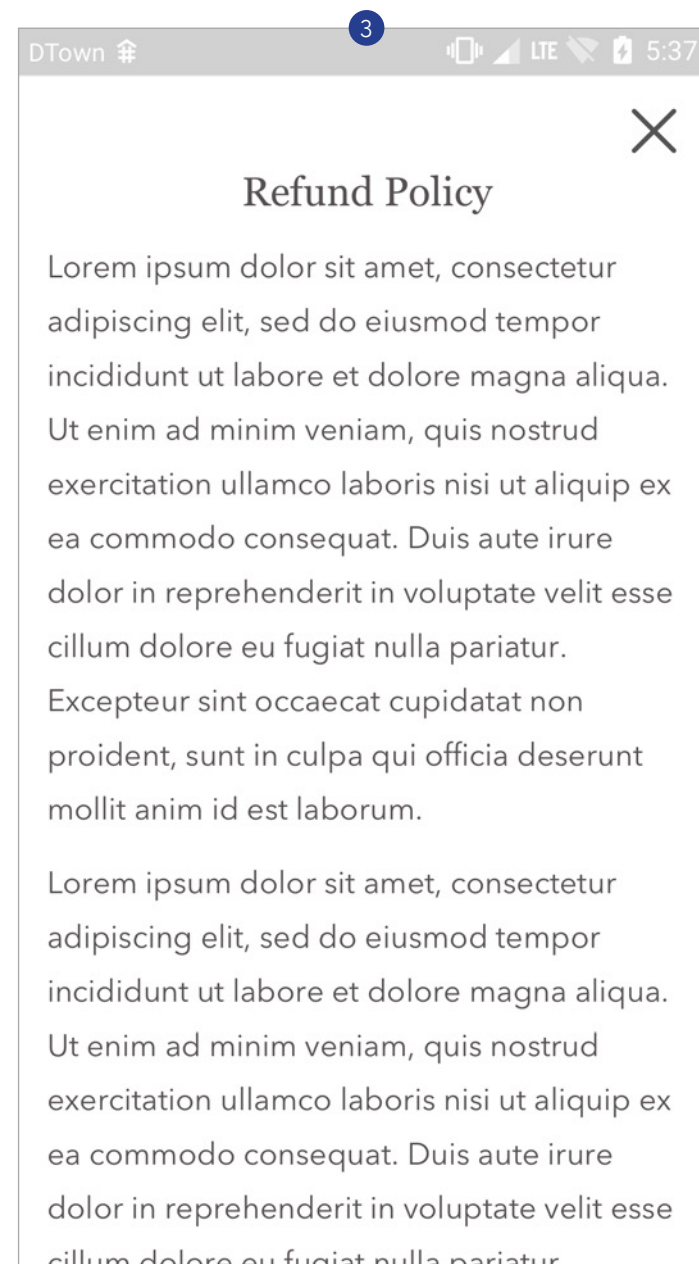 3
DTown LTE 5:37
Refund Policy
Lorem ipsum dolor sit amet, consectetur
adipiscing elit, sed do eiusmod tempor
incididunt ut labore et dolore magna aliqua.
Ut enim ad minim veniam, quis nostrud
exercitation ullamco laboris nisi ut aliquip ex
ea commodo consequat. Duis aute irure
dolor in reprehenderit in voluptate velit esse
cillum dolore eu fugiat nulla pariatur.
Excepteur sint occaecat cupidatat non
proident, sunt in culpa qui officia deserunt
mollit anim id est laborum.
Lorem ipsum dolor sit amet, consectetur
adipiscing elit, sed do eiusmod tempor
incididunt ut labore et dolore magna aliqua.
Ut enim ad minim veniam, quis nostrud
exercitation ullamco laboris nisi ut aliquip ex
ea commodo consequat. Duis aute irure
dolor in reprehenderit in voluptate velit esse
cillum dolore eu fugiat nulla pariatur